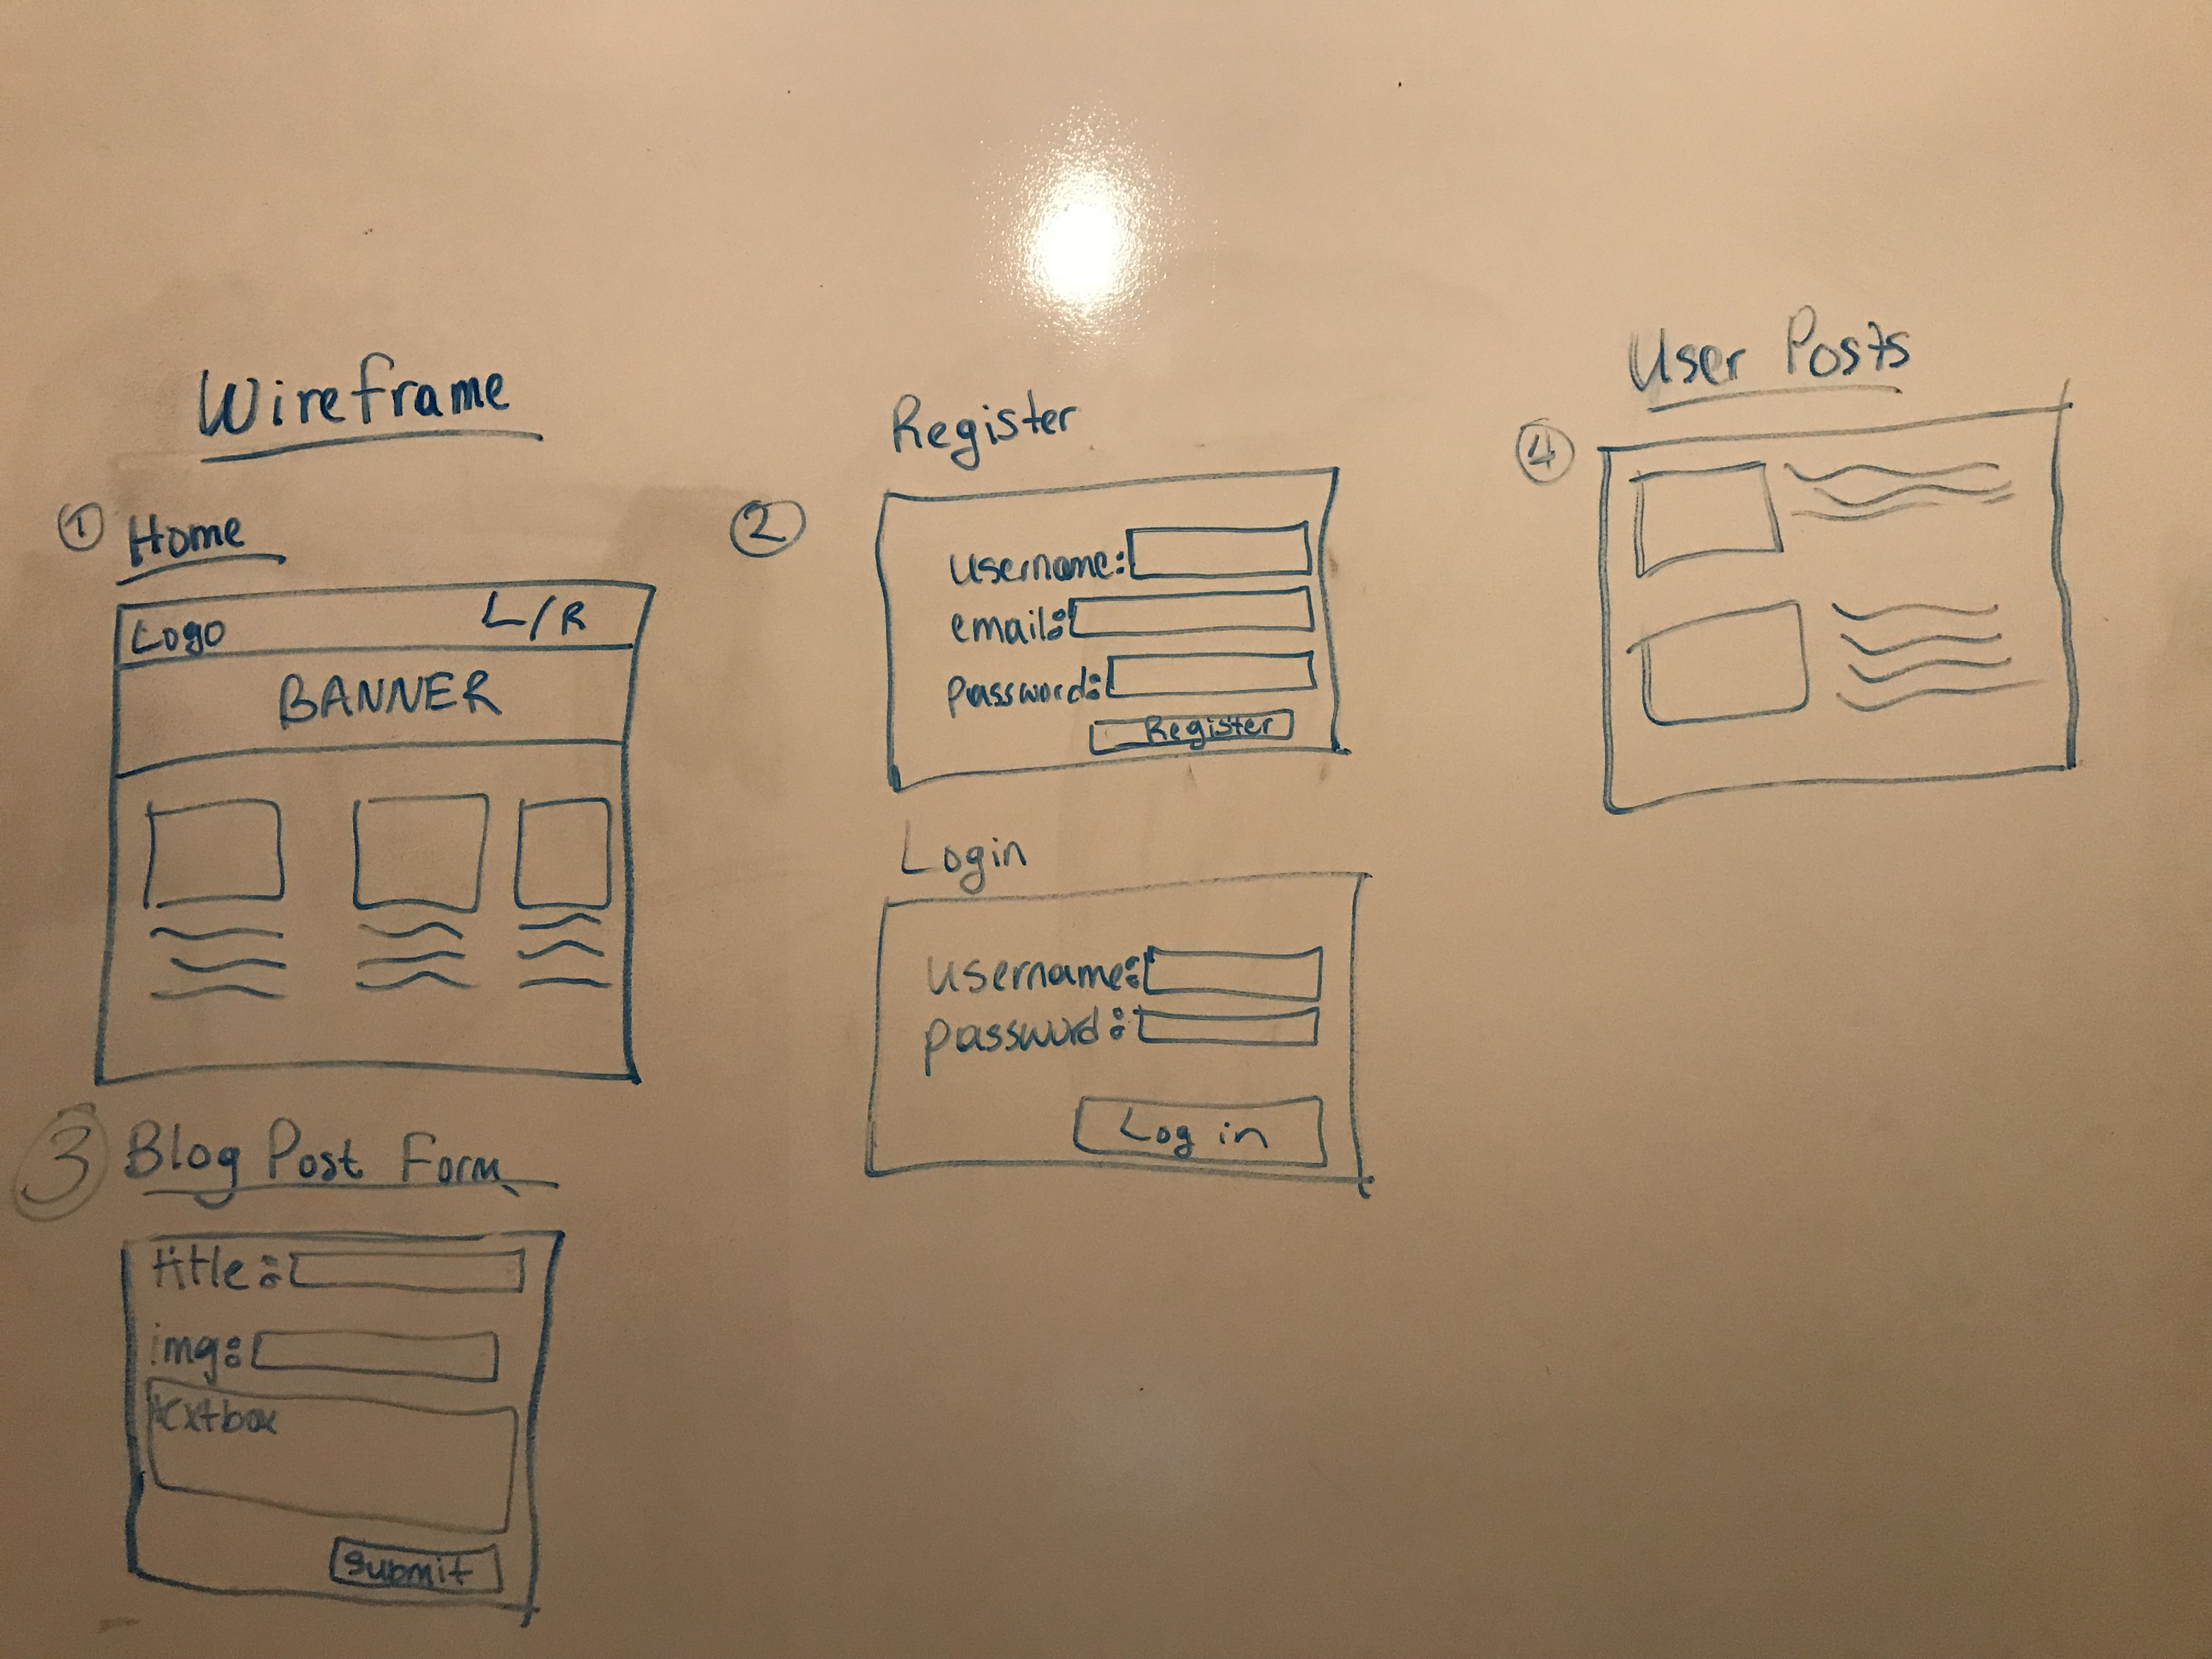 Wireframe
① Home
Logo L/R
BANNER
② Register
username:
email:
password:
Register
Login
username:
password:
Log in
③ Blog Post Form
title:
img:
textbox
submit
User Posts
④